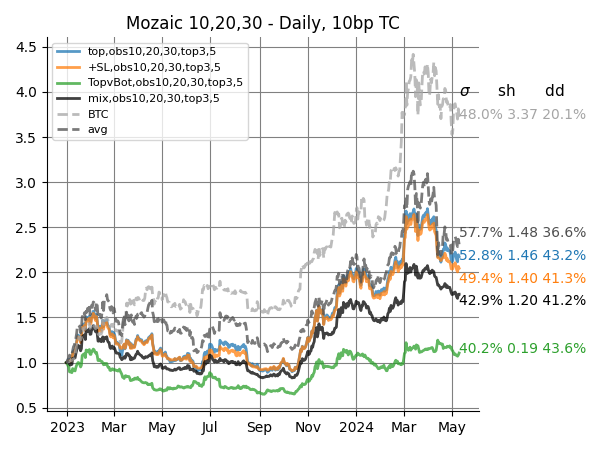 Mozaic 10,20,30 - Daily, 10bp TC
top,obs10,20,30,top3,5
+SL,obs10,20,30,top3,5
TopvBot,obs10,20,30,top3,5
mix,obs10,20,30,top3,5
BTC
avg
σ sh dd
48.0% 3.37 20.1%
57.7% 1.48 36.6%
52.8% 1.46 43.2%
49.4% 1.40 41.3%
42.9% 1.20 41.2%
40.2% 0.19 43.6%
4.5
4.0
3.5
3.0
2.5
2.0
1.5
1.0
0.5
2023 Mar May Jul Sep Nov 2024 Mar May